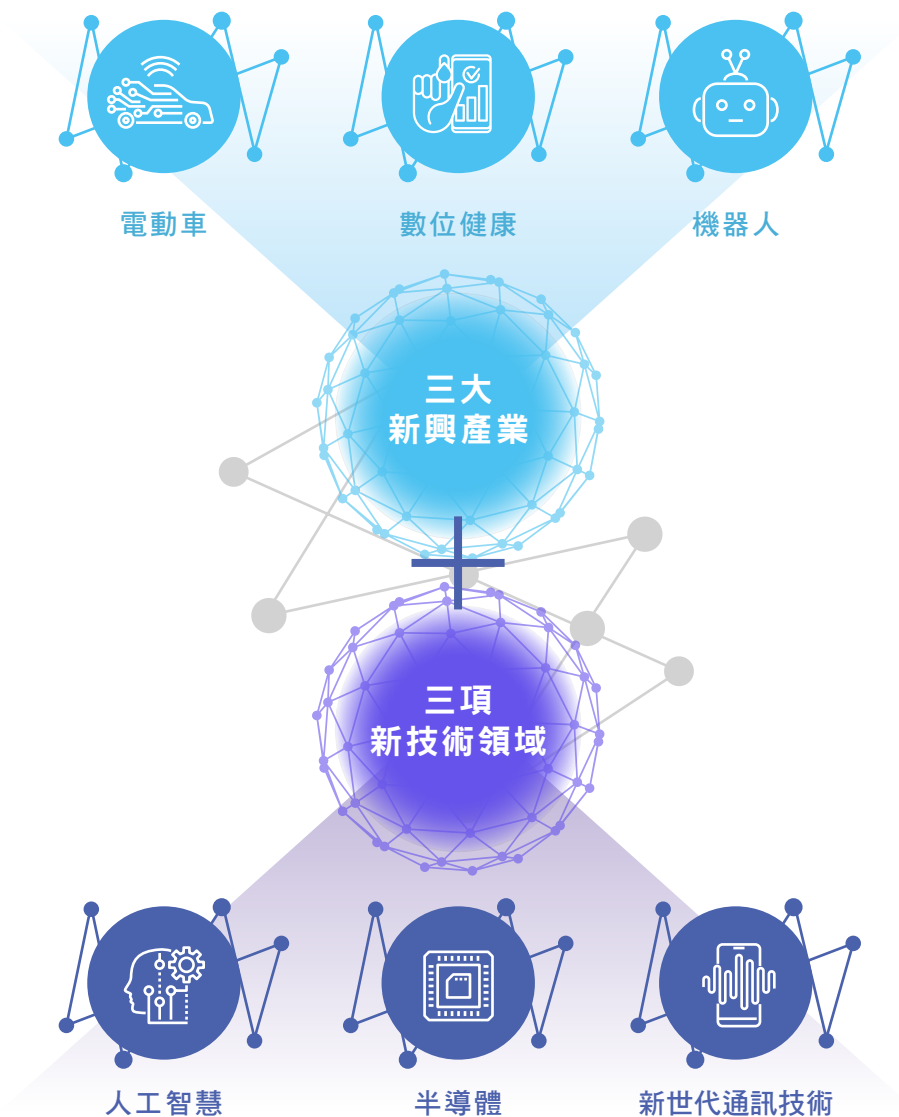 電動車
數位健康
機器人
三大
新興產業
三項
新技術領域
人工智慧
半導體
新世代通訊技術